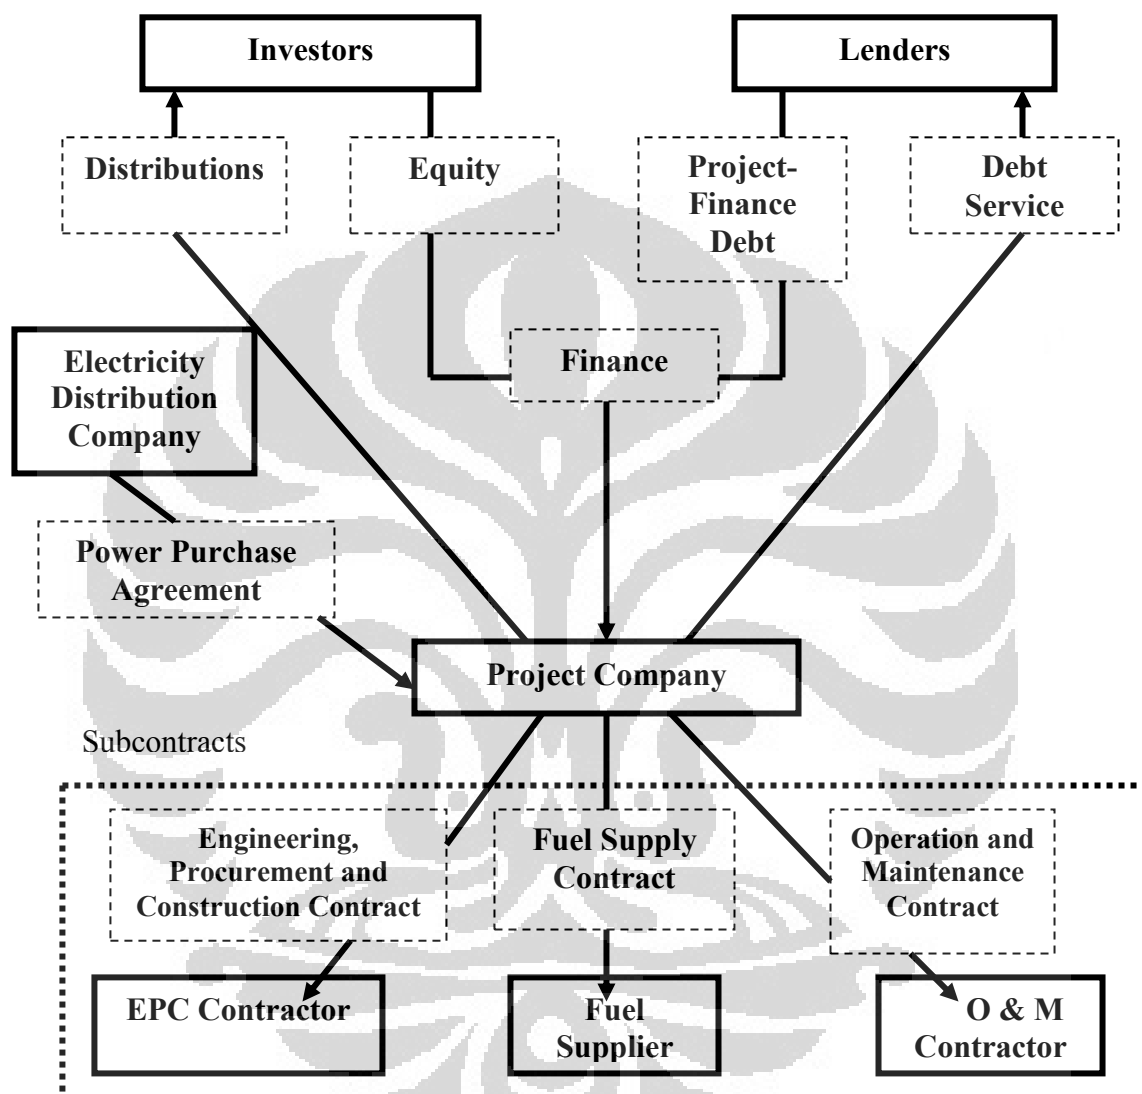 Investors
Lenders
Distributions
Equity
Project-
Finance
Debt
Debt
Service
Finance
Electricity
Distribution
Company
Power Purchase
Agreement
Project Company
Subcontracts
Engineering,
Procurement and
Construction Contract
Fuel Supply
Contract
Operation and
Maintenance
Contract
EPC Contractor
Fuel
Supplier
O & M
Contractor